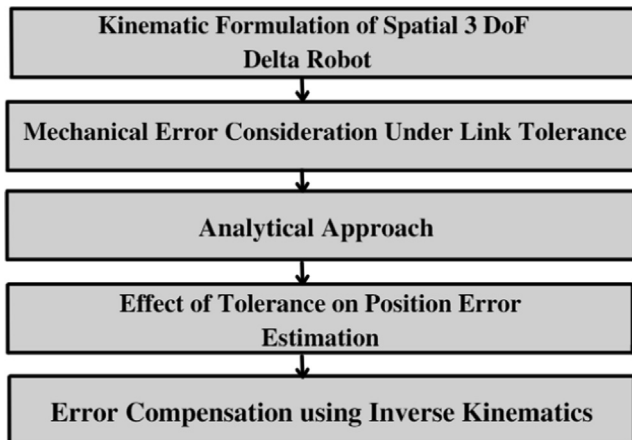 Kinematic Formulation of Spatial 3 DoF
Delta Robot
Mechanical Error Consideration Under Link Tolerance
Analytical Approach
Effect of Tolerance on Position Error
Estimation
Error Compensation using Inverse Kinematics